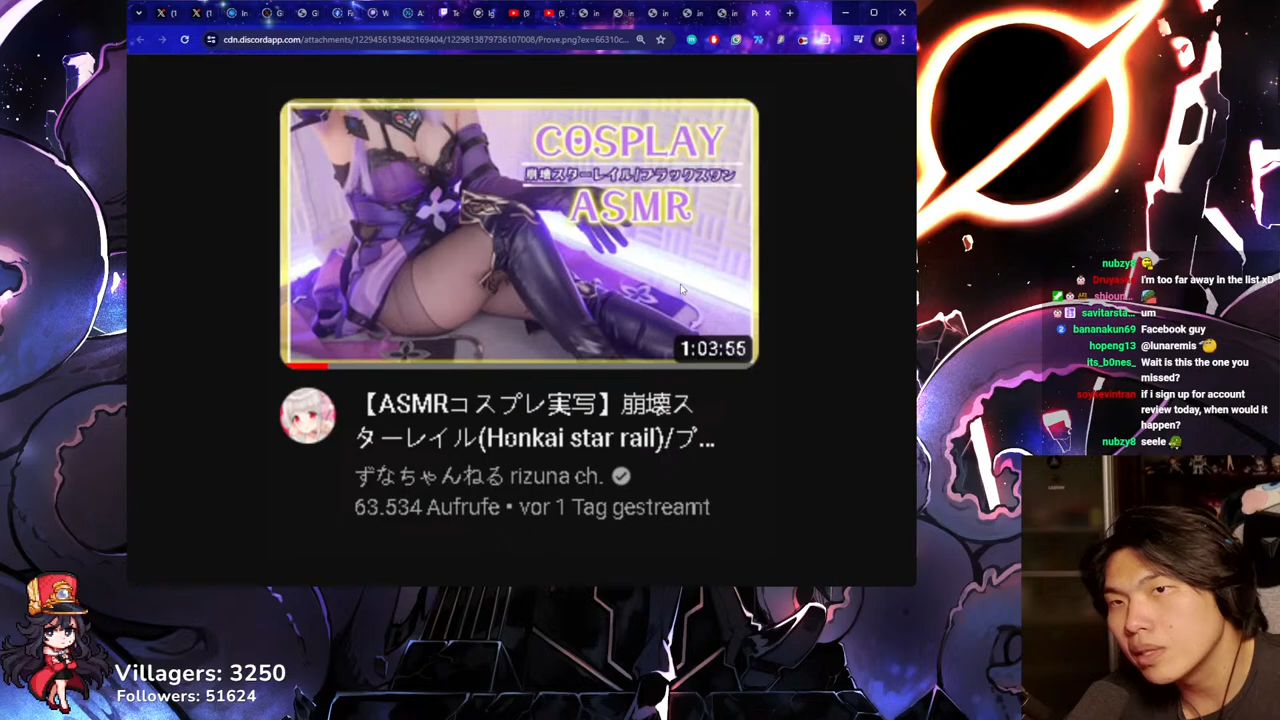 cdn.discordapp.com/attachments/1229456139482169404/1229813879736107008/Prove.png?ex=66310c...
COSPLAY
崩壊スターレイル/ブラックスワン
ASMR
1:03:55
【ASMRコスプレ実写】崩壊ス
ターレイル(Honkai star rail)/ブ...
ずなちゃんねる rizuna ch.
63.534 Aufrufe • vor 1 Tag gestreamt
nubzy8
I'm too far away in the list xD
shioun...
savitarsta... um
bananakun69 Facebook guy
hopeng13 @lunaremis
its_b0nes_ Wait is this the one you
missed?
soykevintran if i sign up for account
review today, when would it
happen?
nubzy8 seele
Villagers: 3250
Followers: 51624